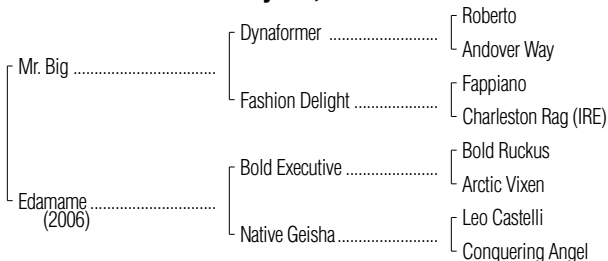 Roberto
Dynaformer
Andover Way
Mr. Big
Fappiano
Fashion Delight
Charleston Rag (IRE)
Bold Ruckus
Bold Executive
Arctic Vixen
Edamame
(2006)
Leo Castelli
Native Geisha
Conquering Angel